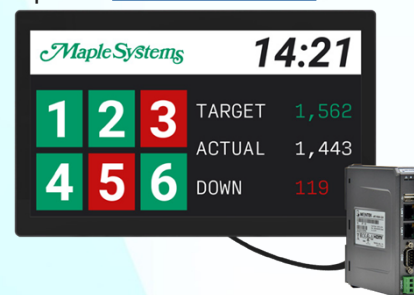 Maple Systems 14:21
1 2 3
TARGET 1,562
ACTUAL 1,443
4 5 6
DOWN 119